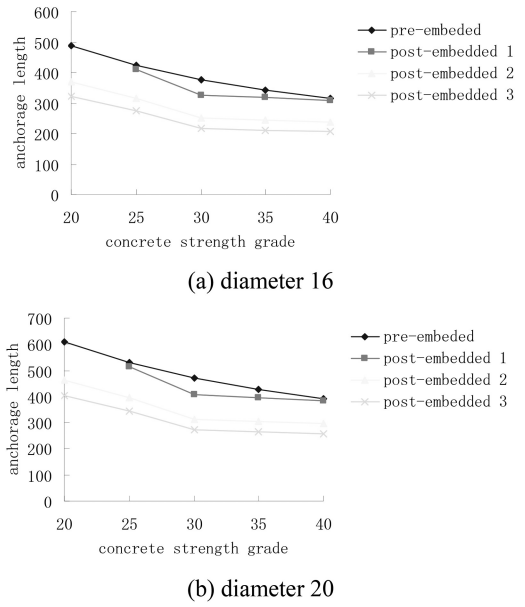 600
500
400
300
200
100
0
anchorage length
20 25 30 35 40
concrete strength grade
pre-embeded
post-embedded 1
post-embedded 2
post-embedded 3
(a) diameter 16
700
600
500
400
300
200
100
0
anchorage length
20 25 30 35 40
concrete strength grade
pre-embeded
post-embedded 1
post-embedded 2
post-embedded 3
(b) diameter 20